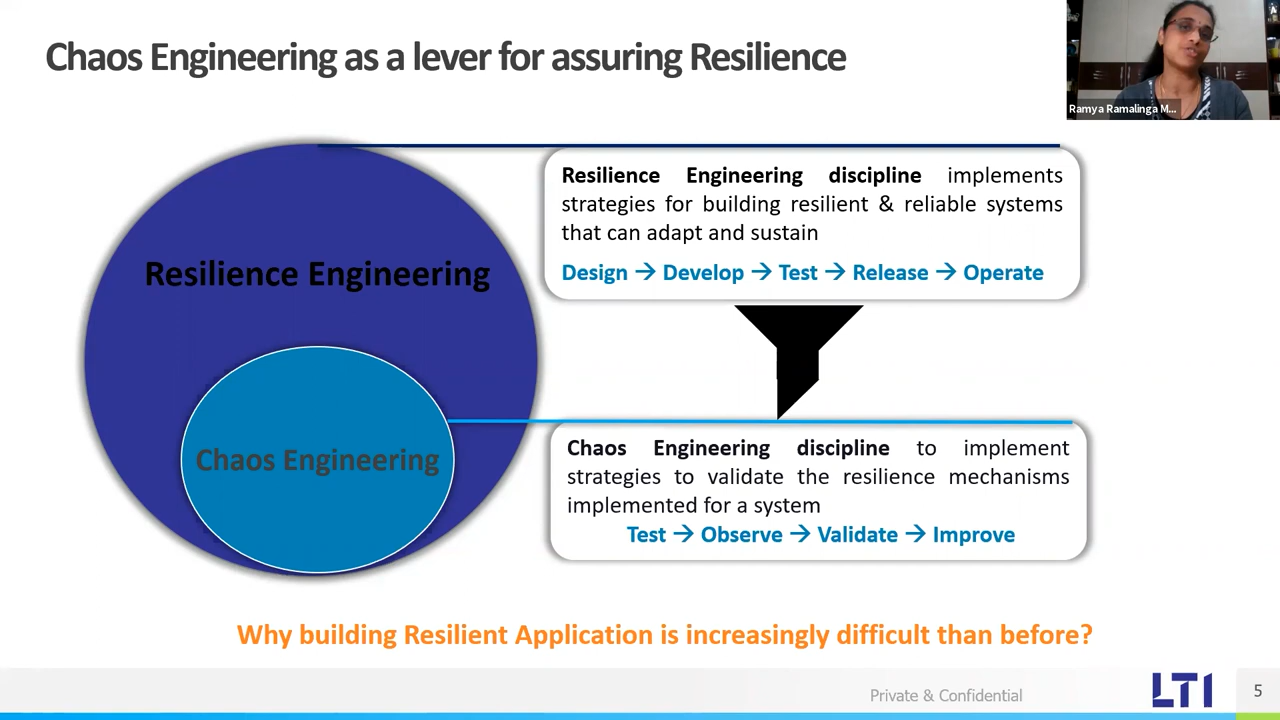 Chaos Engineering as a lever for assuring Resilience
Ramya Ramalinga M...
Resilience Engineering
Resilience Engineering discipline implements
strategies for building resilient & reliable systems
that can adapt and sustain
Design → Develop → Test → Release → Operate
Chaos Engineering
Chaos Engineering discipline to implement
strategies to validate the resilience mechanisms
implemented for a system
Test → Observe → Validate → Improve
Why building Resilient Application is increasingly difficult than before?
Private & Confidential
LTI
5